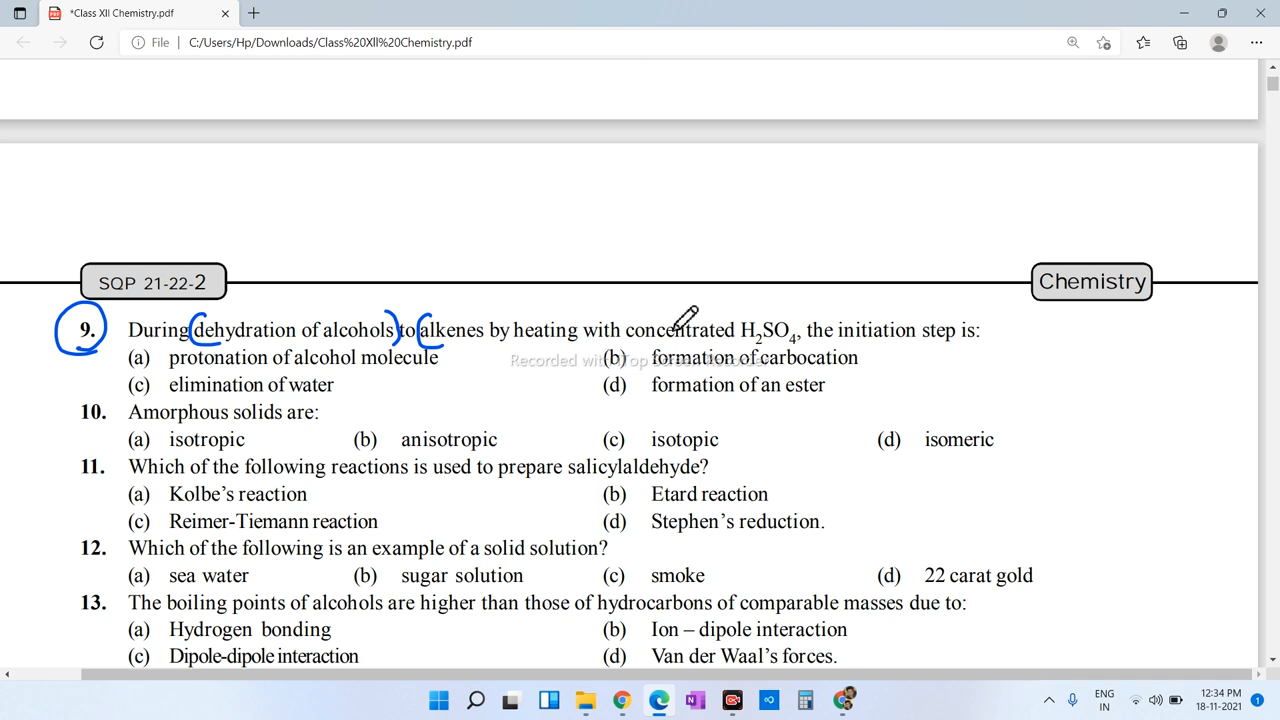 *Class XII Chemistry.pdf
File | C:/Users/Hp/Downloads/Class%20XII%20Chemistry.pdf
SQP 21-22-2
Chemistry
9. During dehydration of alcohols to alkenes by heating with concentrated H₂SO₄, the initiation step is:
(a) protonation of alcohol molecule (b) formation of carbocation
Recorded with iTop Screen Recorder
(c) elimination of water (d) formation of an ester
10. Amorphous solids are:
(a) isotropic (b) anisotropic (c) isotopic (d) isomeric
11. Which of the following reactions is used to prepare salicylaldehyde?
(a) Kolbe's reaction (b) Etard reaction
(c) Reimer-Tiemann reaction (d) Stephen's reduction.
12. Which of the following is an example of a solid solution?
(a) sea water (b) sugar solution (c) smoke (d) 22 carat gold
13. The boiling points of alcohols are higher than those of hydrocarbons of comparable masses due to:
(a) Hydrogen bonding (b) Ion – dipole interaction
(c) Dipole-dipole interaction (d) Van der Waal's forces.
ENG
IN
12:34 PM
18-11-2021
1